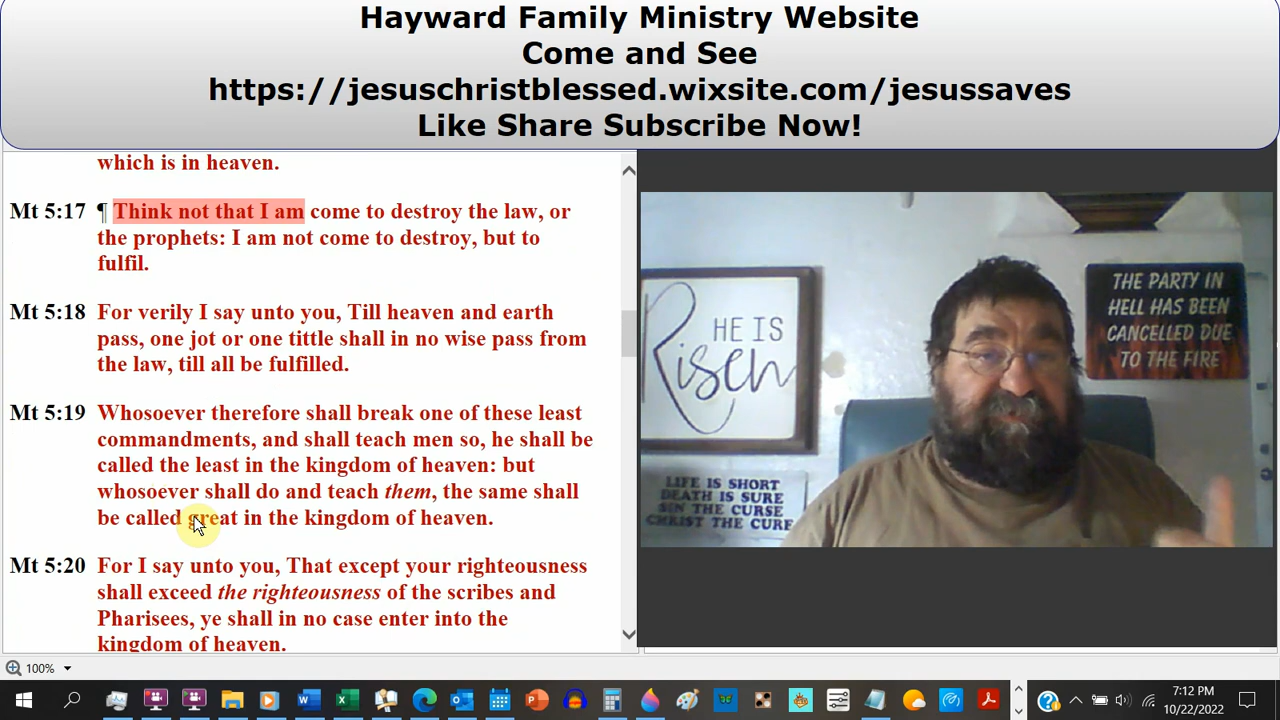 Hayward Family Ministry Website
Come and See
https://jesuschristblessed.wixsite.com/jesussaves
Like Share Subscribe Now!
which is in heaven.
Mt 5:17 ¶ Think not that I am come to destroy the law, or
the prophets: I am not come to destroy, but to
fulfil.
Mt 5:18 For verily I say unto you, Till heaven and earth
pass, one jot or one tittle shall in no wise pass from
the law, till all be fulfilled.
Mt 5:19 Whosoever therefore shall break one of these least
commandments, and shall teach men so, he shall be
called the least in the kingdom of heaven: but
whosoever shall do and teach them, the same shall
be called great in the kingdom of heaven.
Mt 5:20 For I say unto you, That except your righteousness
shall exceed the righteousness of the scribes and
Pharisees, ye shall in no case enter into the
kingdom of heaven.
HE IS
Risen
LIFE IS SHORT
DEATH IS SURE
SIN THE CURSE
CHRIST THE CURE
THE PARTY IN
HELL HAS BEEN
CANCELLED DUE
TO THE FIRE
100%
7:12 PM
10/22/2022